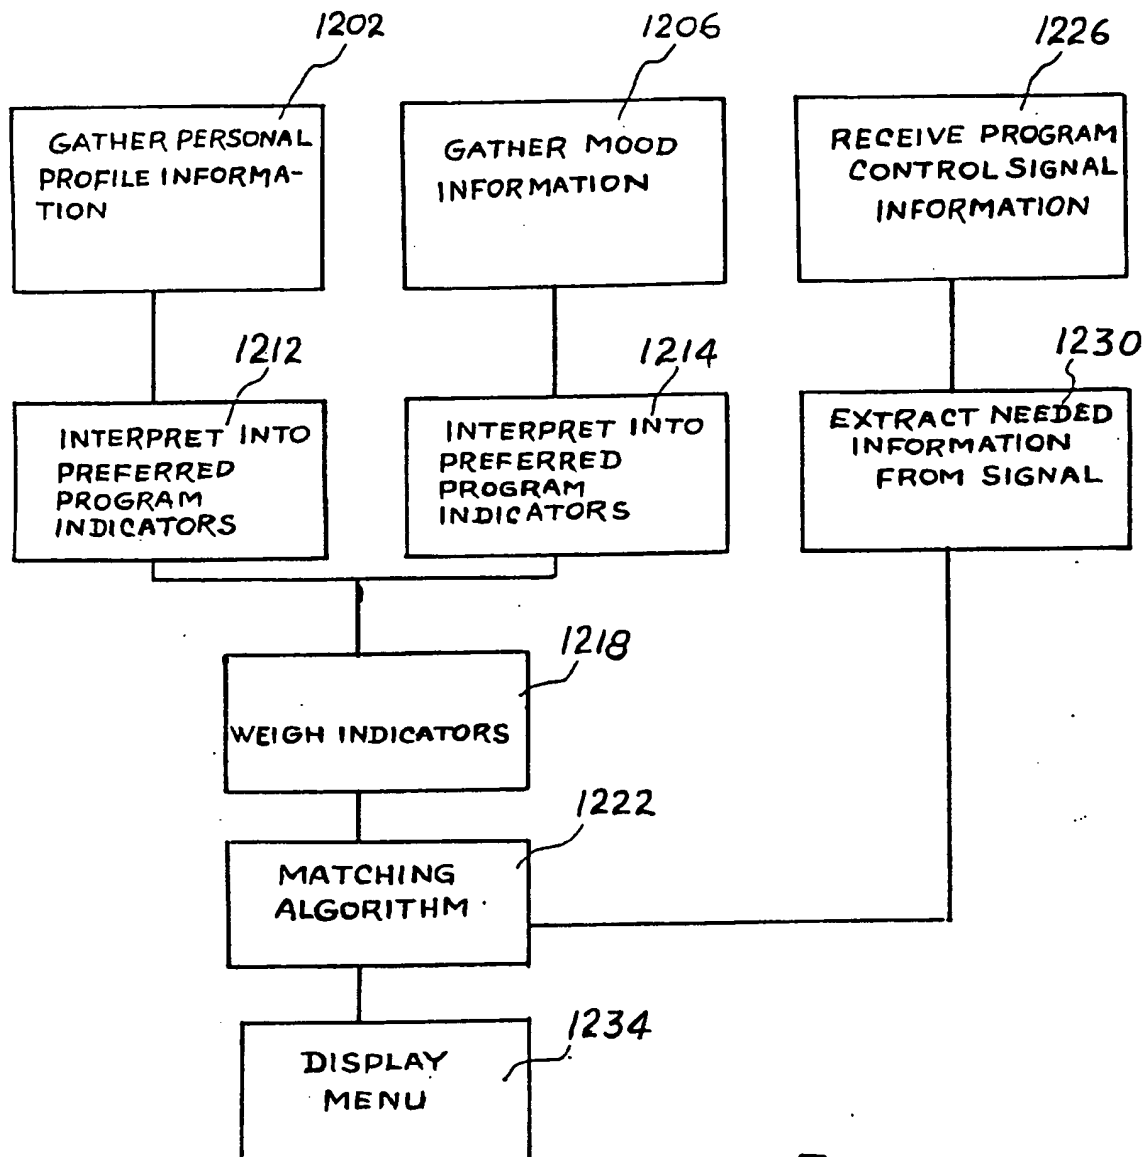 1202
GATHER PERSONAL
PROFILE INFORMA-
TION
1206
GATHER MOOD
INFORMATION
1226
RECEIVE PROGRAM
CONTROL SIGNAL
INFORMATION
1212
INTERPRET INTO
PREFERRED
PROGRAM
INDICATORS
1214
INTERPRET INTO
PREFERRED
PROGRAM
INDICATORS
1230
EXTRACT NEEDED
INFORMATION
FROM SIGNAL
1218
WEIGH INDICATORS
1222
MATCHING
ALGORITHM
1234
DISPLAY
MENU